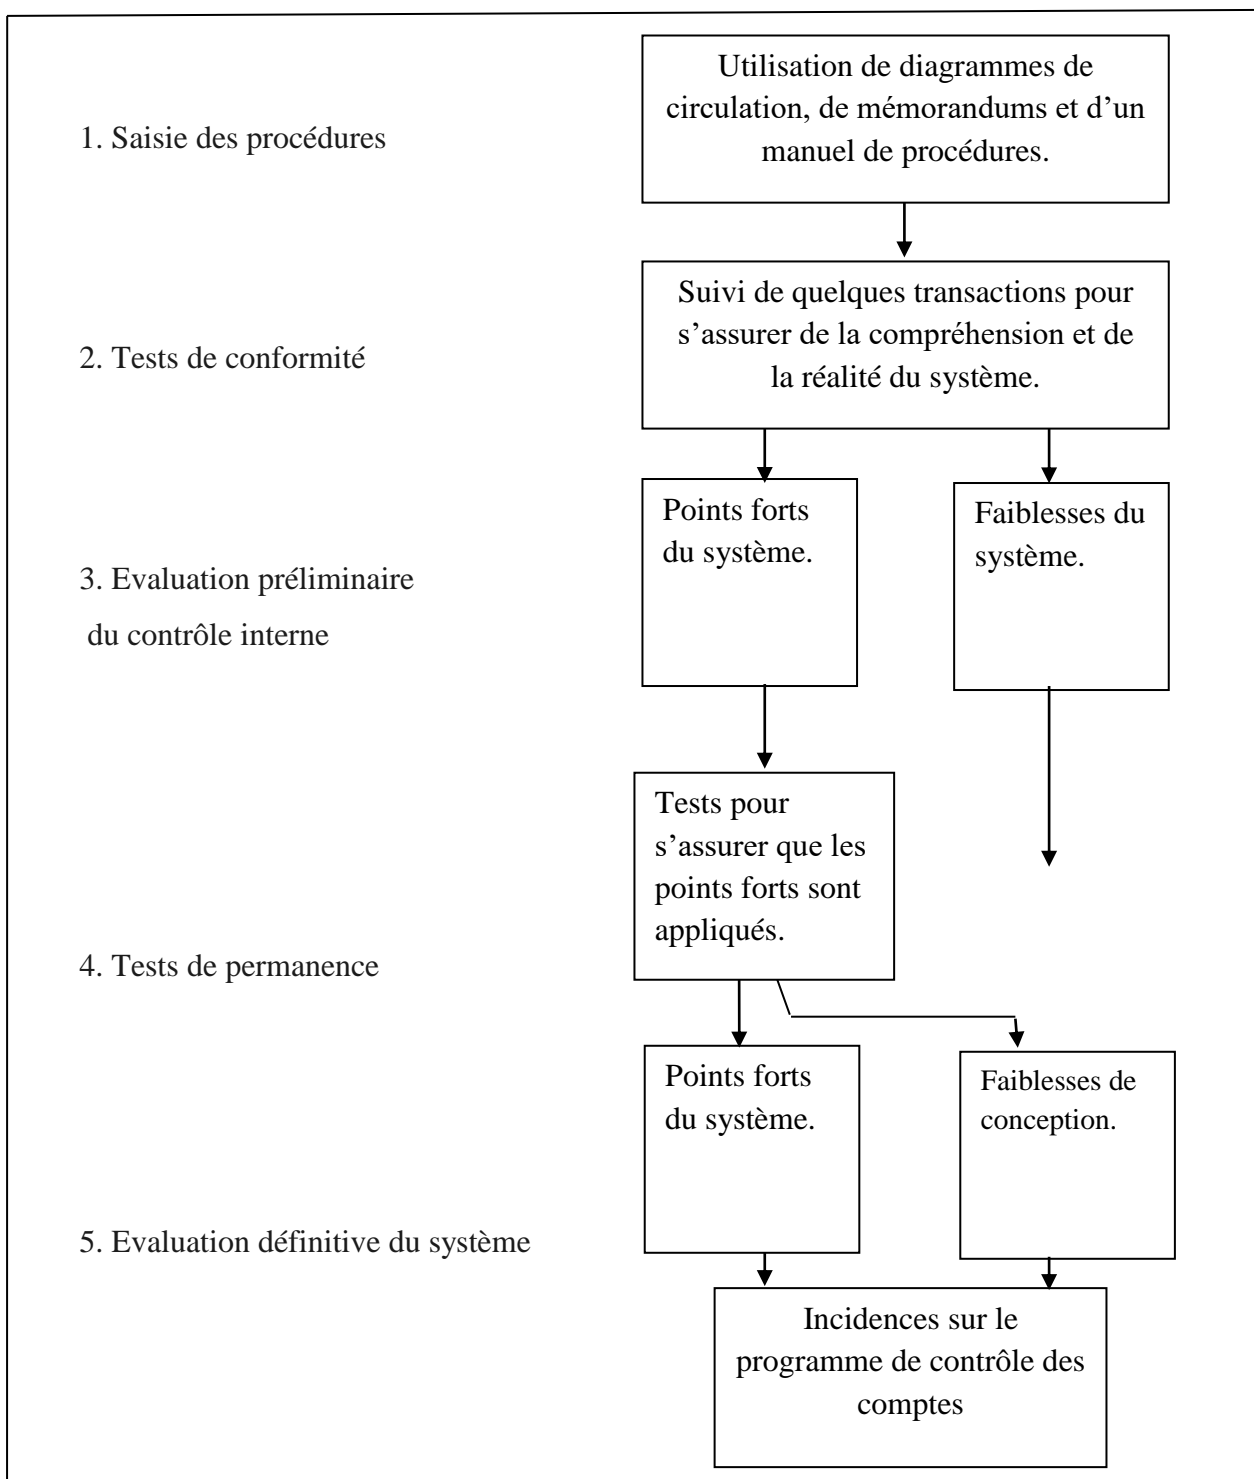 Utilisation de diagrammes de
circulation, de mémorandums et d’un
manuel de procédures.
1. Saisie des procédures
Suivi de quelques transactions pour
s’assurer de la compréhension et de
la réalité du système.
2. Tests de conformité
Points forts
du système.
Faiblesses du
système.
3. Evaluation préliminaire
du contrôle interne
Tests pour
s’assurer que les
points forts sont
appliqués.
4. Tests de permanence
Points forts
du système.
Faiblesses de
conception.
5. Evaluation définitive du système
Incidences sur le
programme de contrôle des
comptes